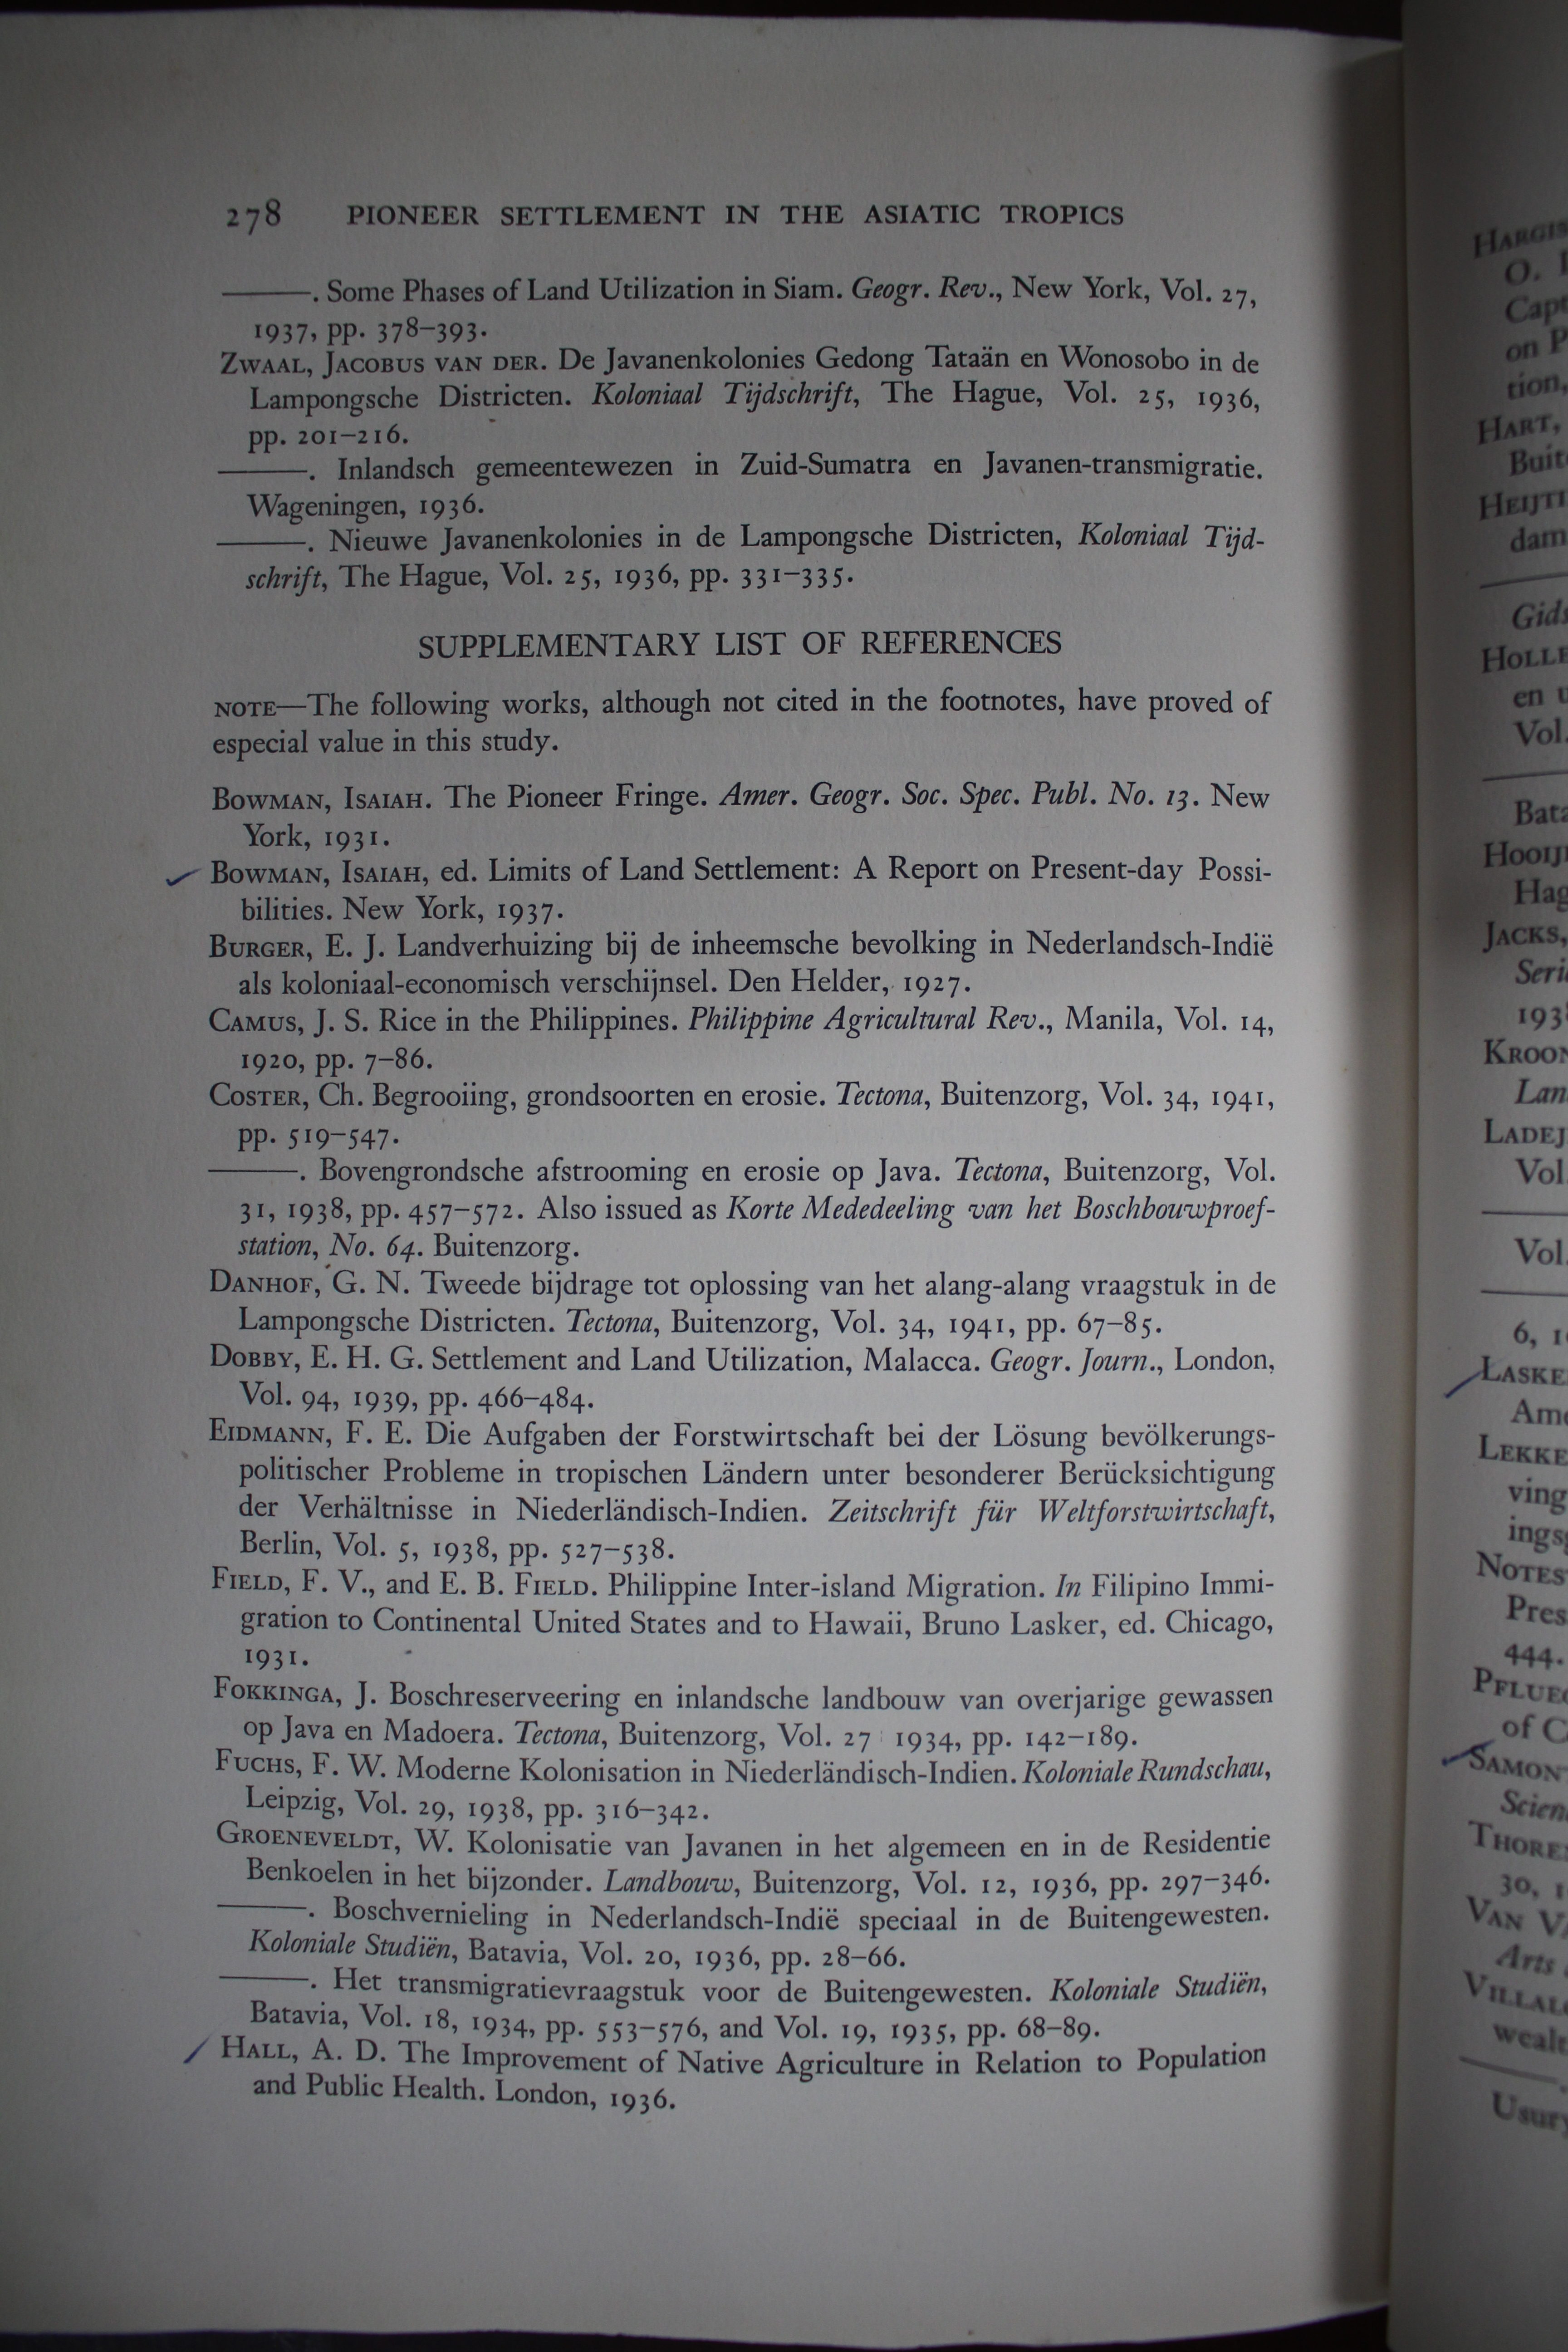 278 PIONEER SETTLEMENT IN THE ASIATIC TROPICS
———. Some Phases of Land Utilization in Siam. Geogr. Rev., New York, Vol. 27,
1937, pp. 378–393.
ZWAAL, JACOBUS VAN DER. De Javanenkolonies Gedong Tataän en Wonosobo in de
Lampongsche Districten. Koloniaal Tijdschrift, The Hague, Vol. 25, 1936,
pp. 201–216.
———. Inlandsch gemeentewezen in Zuid-Sumatra en Javanen-transmigratie.
Wageningen, 1936.
———. Nieuwe Javanenkolonies in de Lampongsche Districten, Koloniaal Tijd-
schrift, The Hague, Vol. 25, 1936, pp. 331–335.
SUPPLEMENTARY LIST OF REFERENCES
NOTE—The following works, although not cited in the footnotes, have proved of
especial value in this study.
BOWMAN, ISAIAH. The Pioneer Fringe. Amer. Geogr. Soc. Spec. Publ. No. 13. New
York, 1931.
BOWMAN, ISAIAH, ed. Limits of Land Settlement: A Report on Present-day Possi-
bilities. New York, 1937.
BURGER, E. J. Landverhuizing bij de inheemsche bevolking in Nederlandsch-Indië
als koloniaal-economisch verschijnsel. Den Helder, 1927.
CAMUS, J. S. Rice in the Philippines. Philippine Agricultural Rev., Manila, Vol. 14,
1920, pp. 7–86.
COSTER, Ch. Begrooiing, grondsoorten en erosie. Tectona, Buitenzorg, Vol. 34, 1941,
pp. 519–547.
———. Bovengrondsche afstrooming en erosie op Java. Tectona, Buitenzorg, Vol.
31, 1938, pp. 457–572. Also issued as Korte Mededeeling van het Boschbouwproef-
station, No. 64. Buitenzorg.
DANHOF, G. N. Tweede bijdrage tot oplossing van het alang-alang vraagstuk in de
Lampongsche Districten. Tectona, Buitenzorg, Vol. 34, 1941, pp. 67–85.
DOBBY, E. H. G. Settlement and Land Utilization, Malacca. Geogr. Journ., London,
Vol. 94, 1939, pp. 466–484.
EIDMANN, F. E. Die Aufgaben der Forstwirtschaft bei der Lösung bevölkerungs-
politischer Probleme in tropischen Ländern unter besonderer Berücksichtigung
der Verhältnisse in Niederländisch-Indien. Zeitschrift für Weltforstwirtschaft,
Berlin, Vol. 5, 1938, pp. 527–538.
FIELD, F. V., and E. B. FIELD. Philippine Inter-island Migration. In Filipino Immi-
gration to Continental United States and to Hawaii, Bruno Lasker, ed. Chicago,
1931.
FOKKINGA, J. Boschreserveering en inlandsche landbouw van overjarige gewassen
op Java en Madoera. Tectona, Buitenzorg, Vol. 27 1934, pp. 142–189.
FUCHS, F. W. Moderne Kolonisation in Niederländisch-Indien. Koloniale Rundschau,
Leipzig, Vol. 29, 1938, pp. 316–342.
GROENEVELDT, W. Kolonisatie van Javanen in het algemeen en in de Residentie
Benkoelen in het bijzonder. Landbouw, Buitenzorg, Vol. 12, 1936, pp. 297–346.
———. Boschvernieling in Nederlandsch-Indië speciaal in de Buitengewesten.
Koloniale Studiën, Batavia, Vol. 20, 1936, pp. 28–66.
———. Het transmigratievraagstuk voor de Buitengewesten. Koloniale Studiën,
Batavia, Vol. 18, 1934, pp. 553–576, and Vol. 19, 1935, pp. 68–89.
HALL, A. D. The Improvement of Native Agriculture in Relation to Population
and Public Health. London, 1936.
O.
on
HART,
dam
en
Vol.
JACKS,
Vol
Vol.
6,
444.
of
30,
VAN
Arts